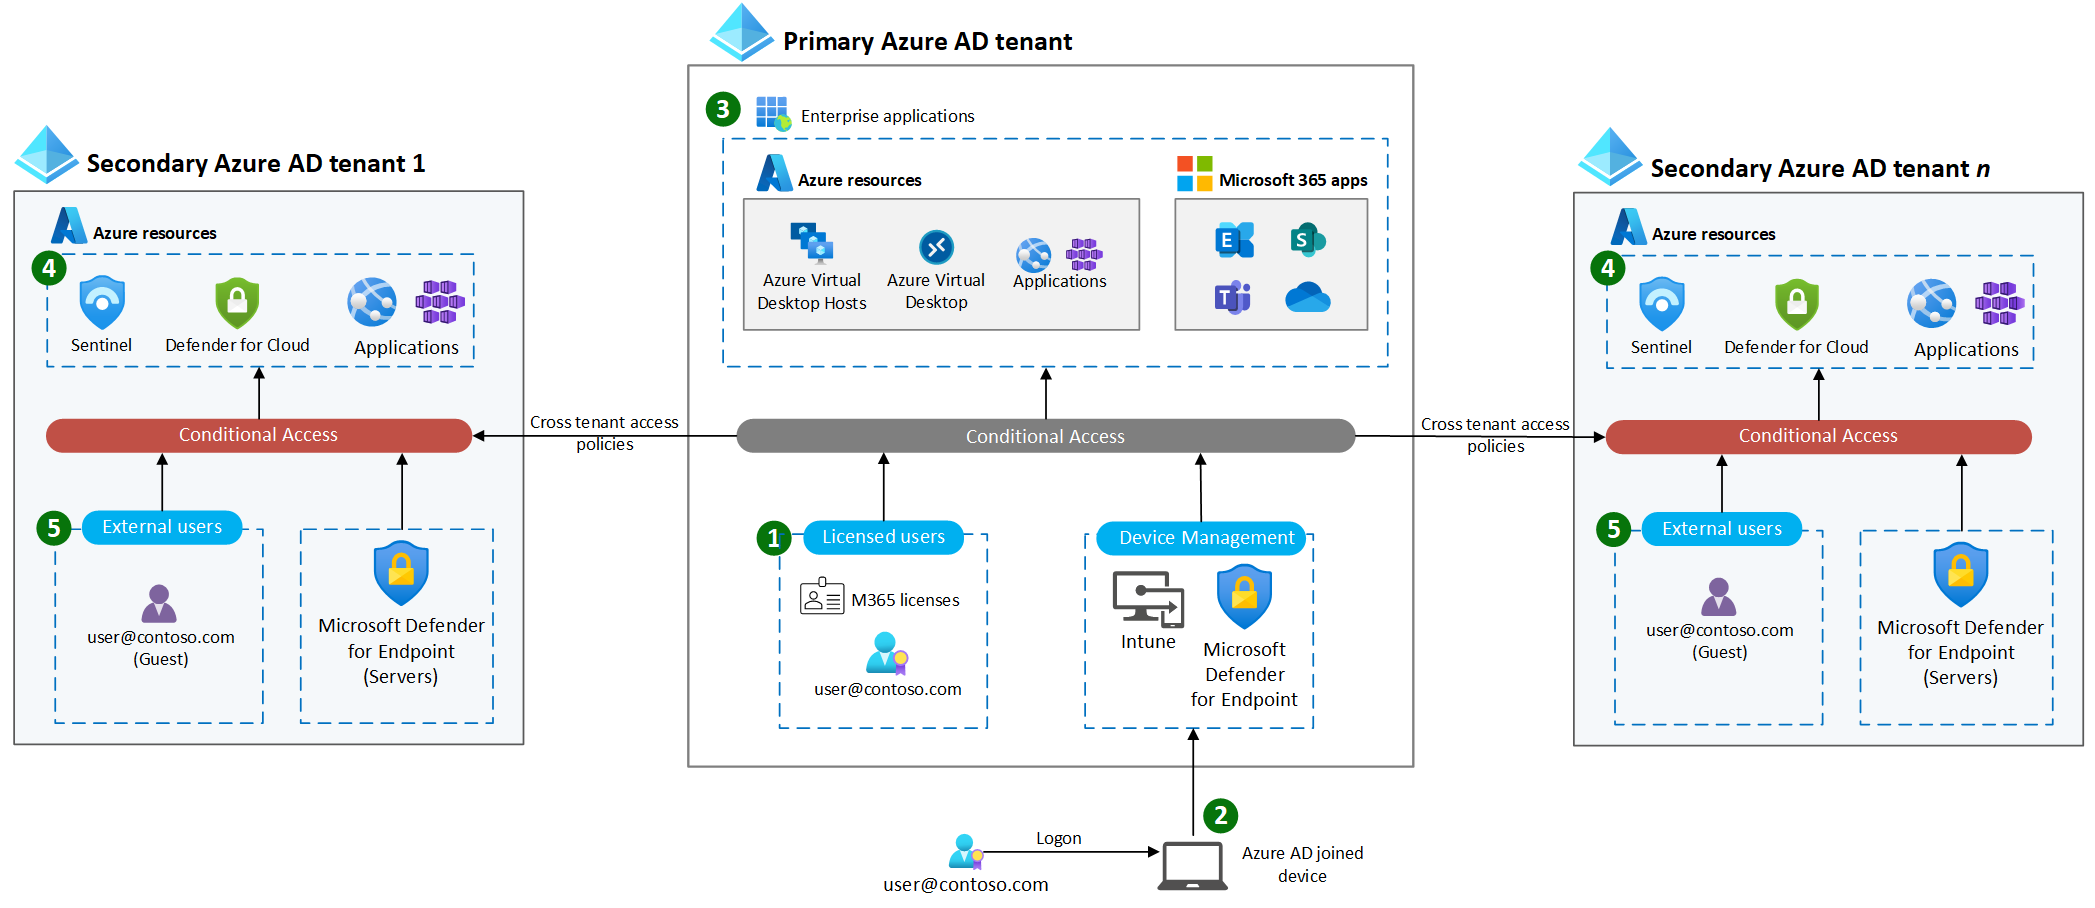 Primary Azure AD tenant
3
Enterprise applications
Azure resources
Microsoft 365 apps
Azure Virtual
Desktop Hosts
Azure Virtual
Desktop
Applications
E
S
T
Conditional Access
1
Licensed users
M365 licenses
user@contoso.com
Device Management
Intune
Microsoft
Defender
for Endpoint
2
Logon
user@contoso.com
Azure AD joined
device
Secondary Azure AD tenant 1
Azure resources
4
Sentinel
Defender for Cloud
Applications
Conditional Access
Cross tenant access
policies
5
External users
user@contoso.com
(Guest)
Microsoft Defender
for Endpoint
(Servers)
Secondary Azure AD tenant n
Azure resources
4
Sentinel
Defender for Cloud
Applications
Cross tenant access
policies
Conditional Access
5
External users
user@contoso.com
(Guest)
Microsoft Defender
for Endpoint
(Servers)